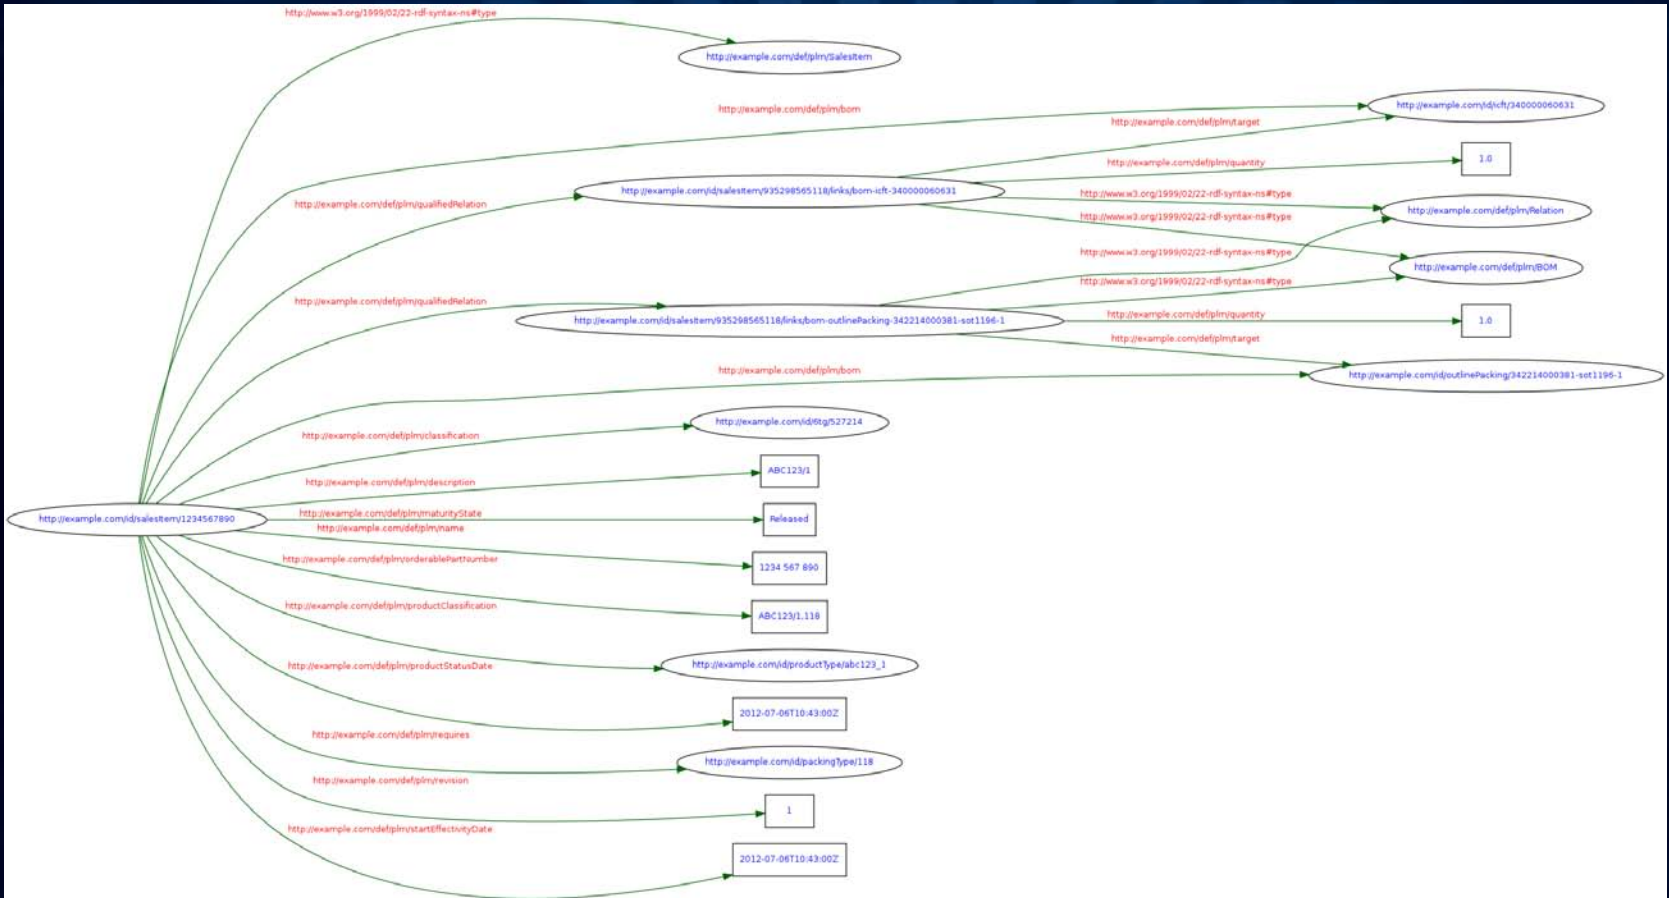 http://www.w3.org/1999/02/22-rdf-syntax-ns#type
http://example.com/def/plm/SalesItem
http://example.com/def/plm/bom
http://example.com/id/icft/340000060631
http://example.com/def/plm/target
http://example.com/def/plm/quantity
1.0
http://example.com/id/salesItem/935298565118/links/bom-icft-340000060631
http://www.w3.org/1999/02/22-rdf-syntax-ns#type
http://example.com/def/plm/qualifiedRelation
http://example.com/def/plm/Relation
http://www.w3.org/1999/02/22-rdf-syntax-ns#type
http://www.w3.org/1999/02/22-rdf-syntax-ns#type
http://example.com/def/plm/BOM
http://www.w3.org/1999/02/22-rdf-syntax-ns#type
http://example.com/def/plm/qualifiedRelation
http://example.com/id/salesItem/935298565118/links/bom-outlinePacking-342214000381-sot1196-1
http://example.com/def/plm/quantity
1.0
http://example.com/def/plm/target
http://example.com/def/plm/bom
http://example.com/id/outlinePacking/342214000381-sot1196-1
http://example.com/id/6tg/527214
http://example.com/def/plm/classification
ABC123/1
http://example.com/def/plm/description
http://example.com/id/salesItem/1234567890
http://example.com/def/plm/maturityState
Released
http://example.com/def/plm/name
http://example.com/def/plm/orderablePartNumber
1234 567 890
http://example.com/def/plm/productClassification
ABC123/1,118
http://example.com/def/plm/productStatusDate
http://example.com/id/productType/abc123_1
2012-07-06T10:43:00Z
http://example.com/def/plm/requires
http://example.com/id/packingType/118
http://example.com/def/plm/revision
1
http://example.com/def/plm/startEffectivityDate
2012-07-06T10:43:00Z